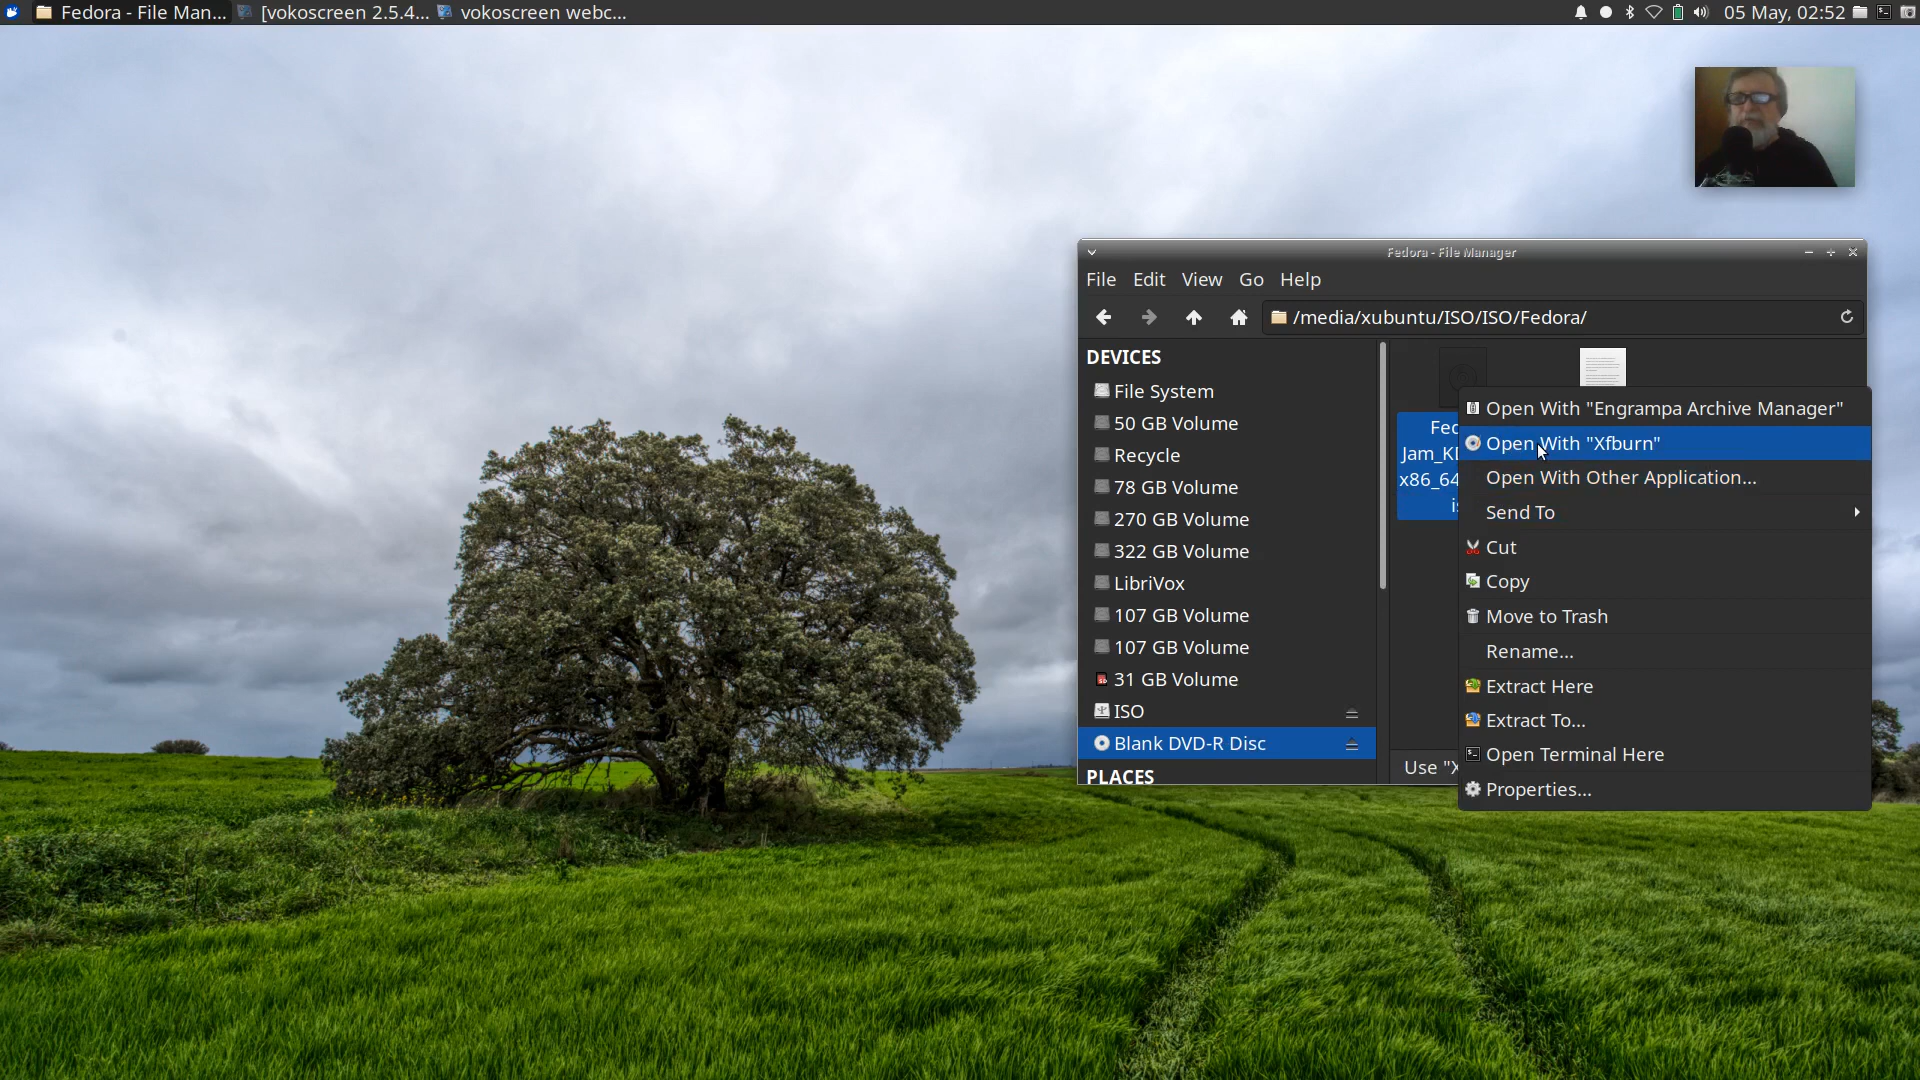 Fedora - File Man...
[vokoscreen 2.5.4...
vokoscreen webc...
05 May, 02:52
Fedora - File Manager
File Edit View Go Help
/media/xubuntu/ISO/ISO/Fedora/
DEVICES
File System
50 GB Volume
Recycle
78 GB Volume
270 GB Volume
322 GB Volume
LibriVox
107 GB Volume
107 GB Volume
31 GB Volume
ISO
Blank DVD-R Disc
PLACES
Fed
Jam_KD
x86_64
is
Use "X
Open With "Engrampa Archive Manager"
Open With "Xfburn"
Open With Other Application...
Send To
Cut
Copy
Move to Trash
Rename...
Extract Here
Extract To...
Open Terminal Here
Properties...